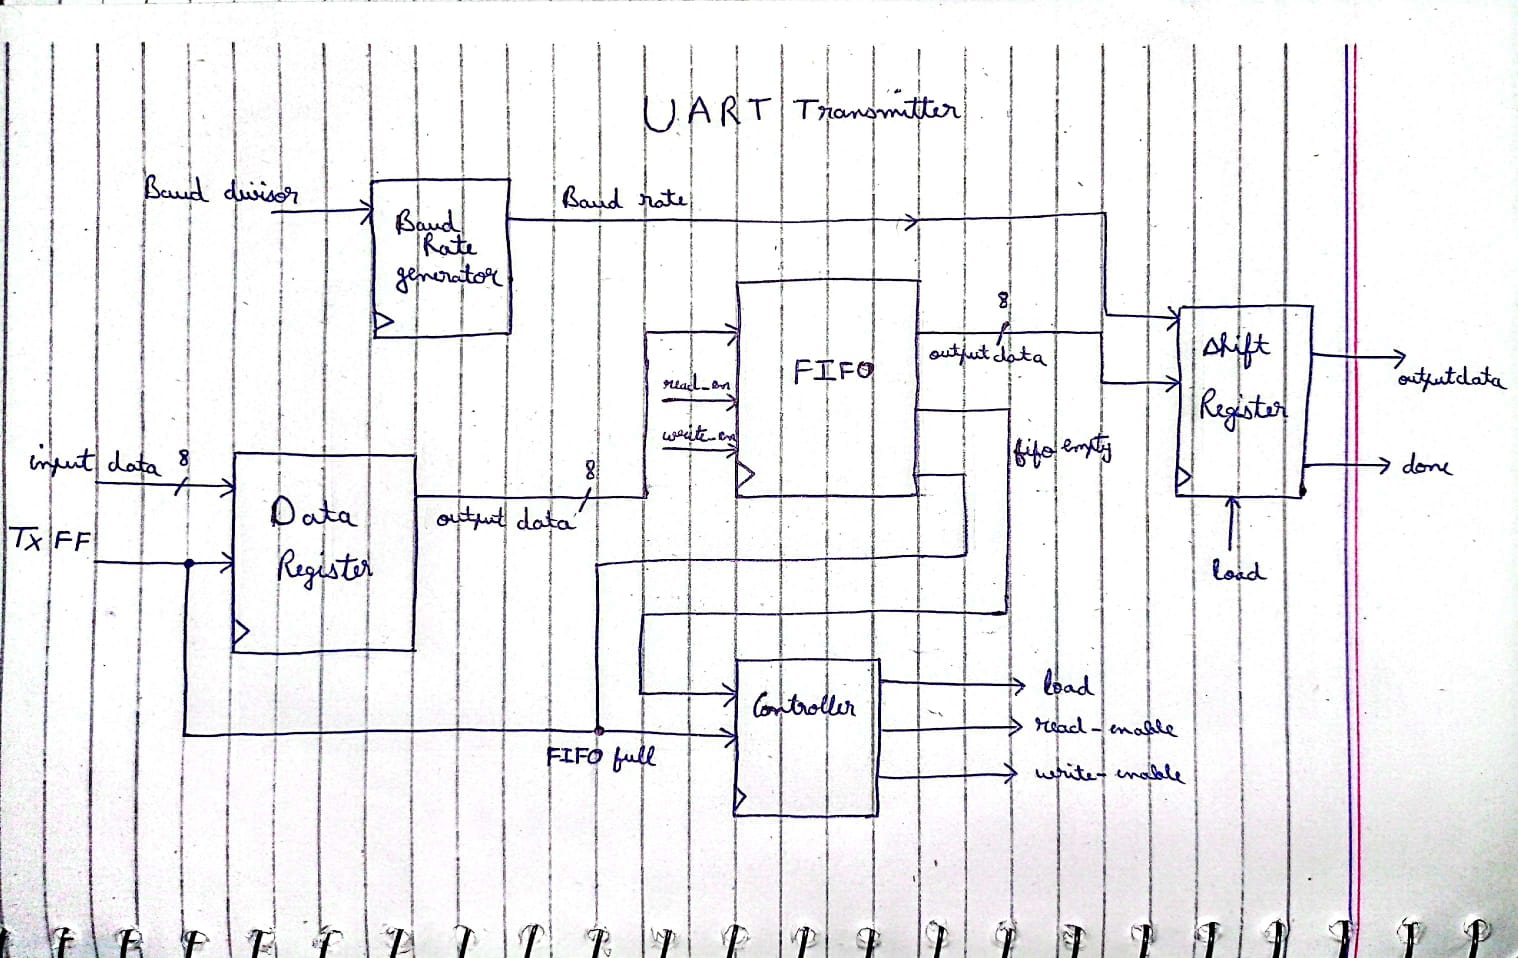 UART Transmitter
Baud divisor
Baud rate
Baud
Rate
generator
8
output data
FIFO
read_en
write_en
Shift
Register
output data
done
load
fifo empty
input data 8
Tx FF
Data
Register
8
output data
Controller
load
read-enable
write-enable
FIFO full